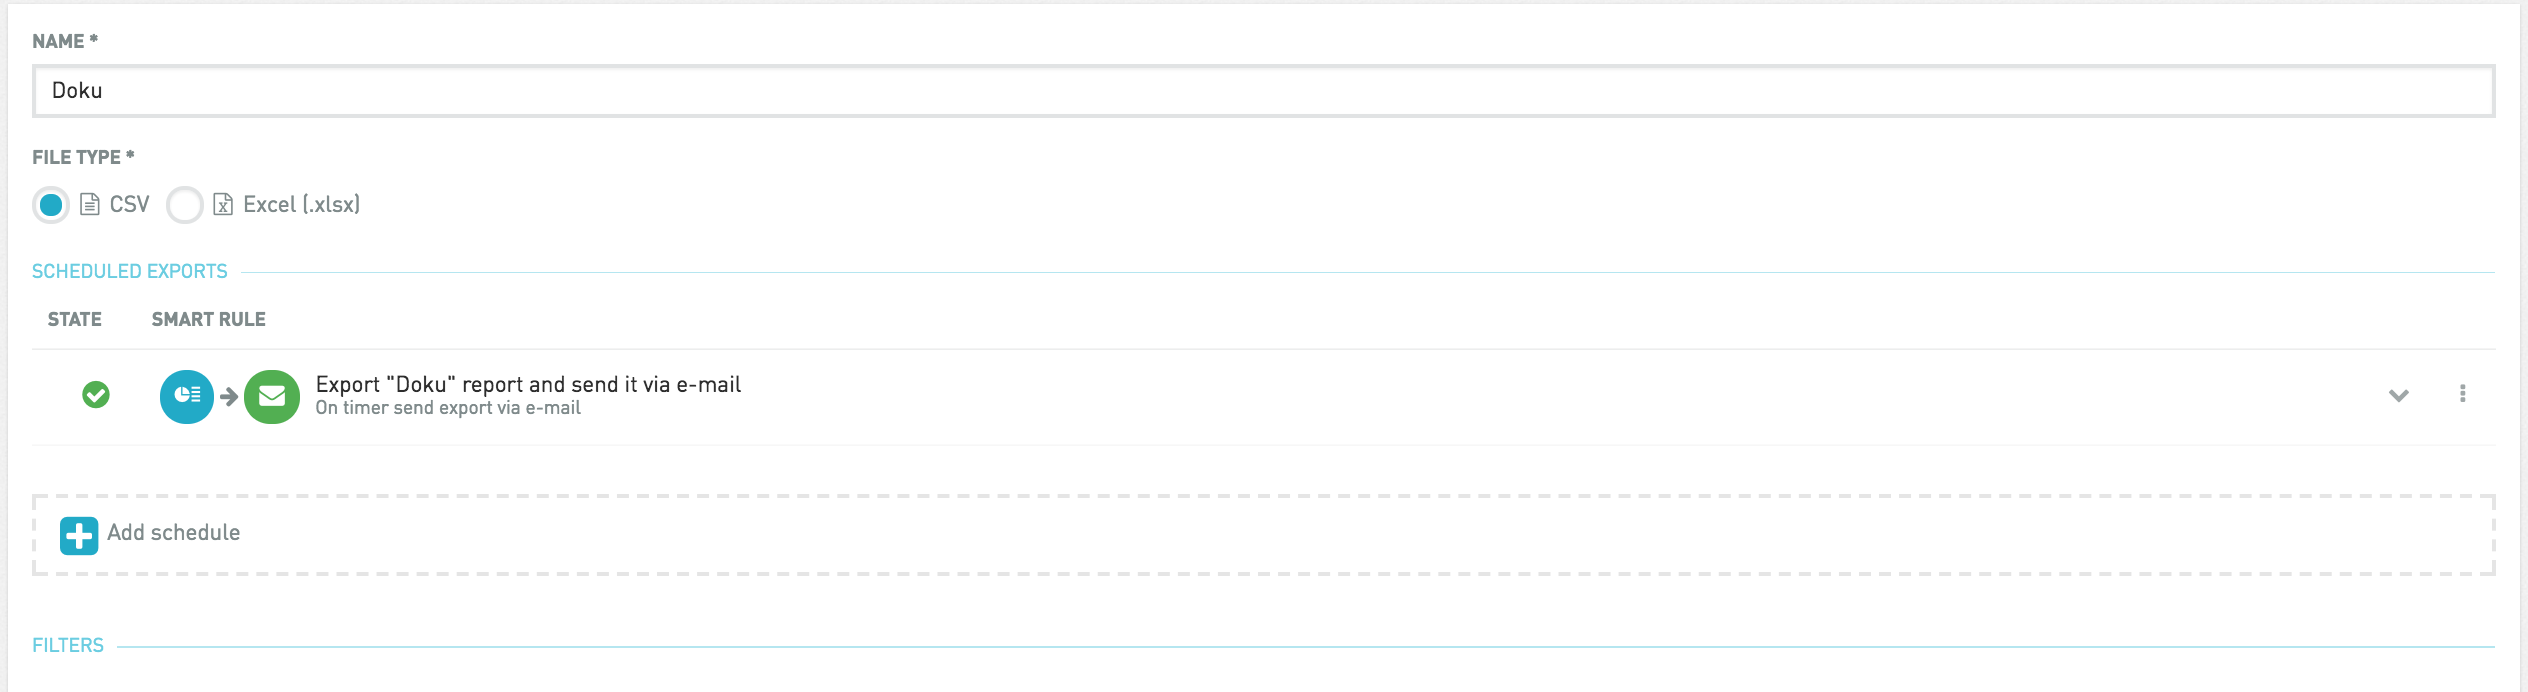 NAME *
Doku
FILE TYPE *
CSV Excel (.xlsx)
SCHEDULED EXPORTS
STATE SMART RULE
Export "Doku" report and send it via e-mail
On timer send export via e-mail
Add schedule
FILTERS